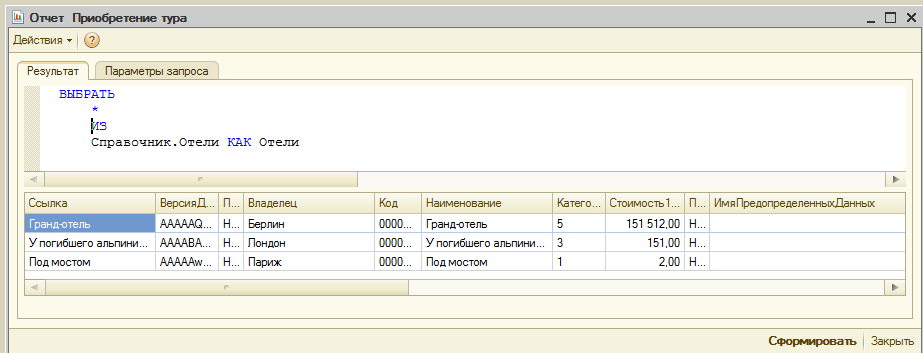 Отчет Приобретение тура
Действия
Результат Параметры запроса
ВЫБРАТЬ
*
ИЗ
Справочник.Отели КАК Отели
Ссылка ВерсияД... П... Владелец Код Наименование Катего... Стоимость1... П... ИмяПредопределенныхДанных
Гранд-отель AAAAAQ... Н... Берлин 0000... Гранд-отель 5 151 512,00 Н...
У погибшего альпини... AAAABA... Н... Лондон 0000... У погибшего альпини... 3 151,00 Н...
Под мостом AAAAAw... Н... Париж 0000... Под мостом 1 2,00 Н...
Сформировать Закрыть